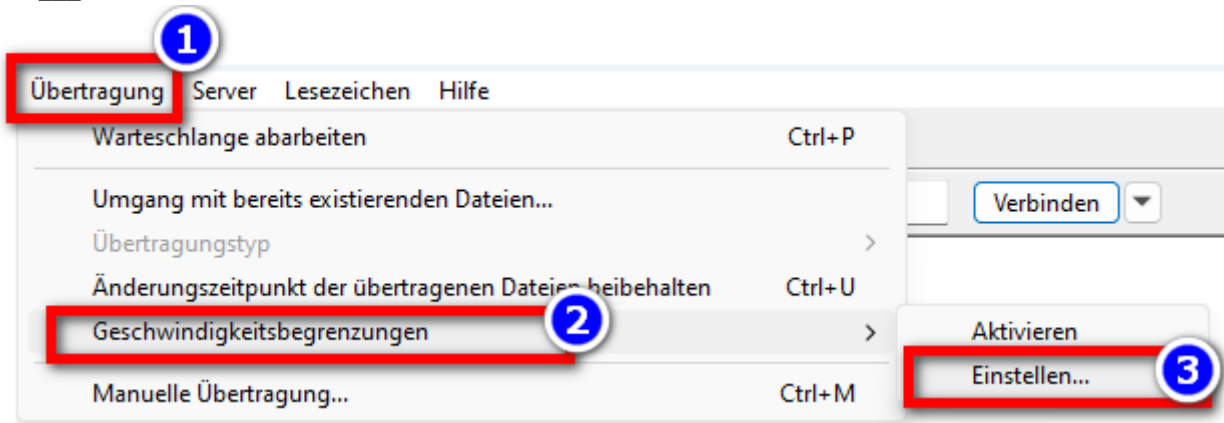 1
Übertragung Server Lesezeichen Hilfe
Warteschlange abarbeiten Ctrl+P
Umgang mit bereits existierenden Dateien...
Verbinden
Übertragungstyp
Änderungszeitpunkt der übertragenen Dateien beibehalten Ctrl+U
2
Geschwindigkeitsbegrenzungen
Aktivieren
Einstellen...
3
Manuelle Übertragung... Ctrl+M